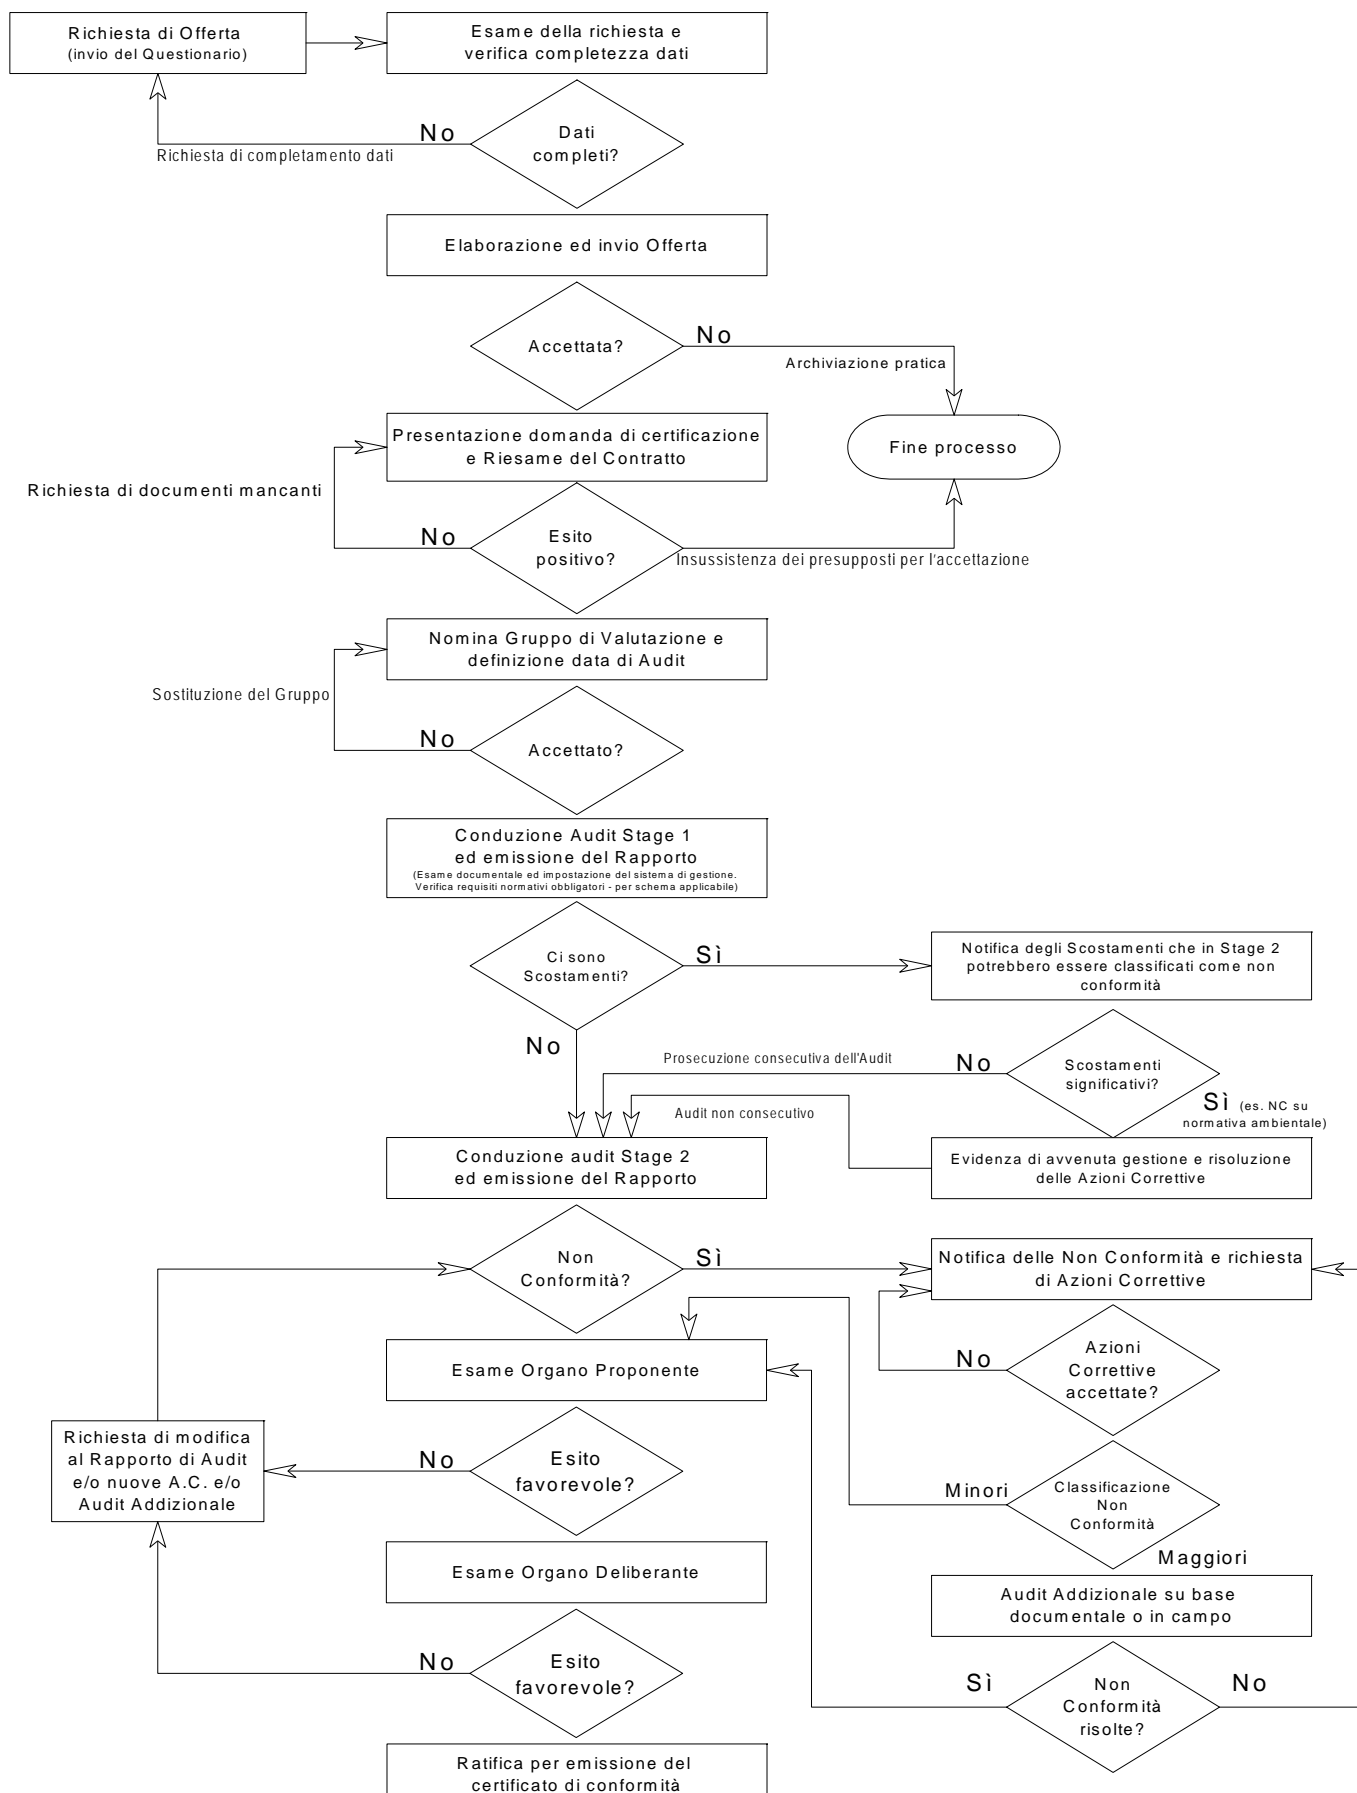 Richiesta di Offerta
(invio del Questionario)
Esame della richiesta e
verifica completezza dati
No
Richiesta di completamento dati
Dati
completi?
Elaborazione ed invio Offerta
Accettata?
No
Archiviazione pratica
Fine processo
Presentazione domanda di certificazione
e Riesame del Contratto
Richiesta di documenti mancanti
No
Esito
positivo?
Insussistenza dei presupposti per l'accettazione
Nomina Gruppo di Valutazione e
definizione data di Audit
Sostituzione del Gruppo
No
Accettato?
Conduzione Audit Stage 1
ed emissione del Rapporto
(Esame documentale ed impostazione del sistema di gestione.
Verifica requisiti normativi obbligatori - per schema applicabile)
Ci sono
Scostamenti?
Sì
Notifica degli Scostamenti che in Stage 2
potrebbero essere classificati come non
conformità
No
Prosecuzione consecutiva dell'Audit
No
Scostamenti
significativi?
Sì (es. NC su
normativa ambientale)
Audit non consecutivo
Conduzione audit Stage 2
ed emissione del Rapporto
Evidenza di avvenuta gestione e risoluzione
delle Azioni Correttive
Non
Conformità?
Sì
Notifica delle Non Conformità e richiesta
di Azioni Correttive
Esame Organo Proponente
No
Azioni
Correttive
accettate?
Richiesta di modifica
al Rapporto di Audit
e/o nuove A.C. e/o
Audit Addizionale
No
Esito
favorevole?
Minori
Classificazione
Non
Conformità
Maggiori
Esame Organo Deliberante
Audit Addizionale su base
documentale o in campo
No
Esito
favorevole?
Sì
Non
Conformità
risolte?
No
Ratifica per emissione del
certificato di conformità